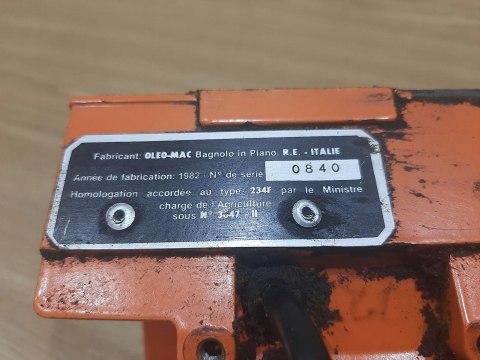 Fabricant: OLEO-MAC Bagnolo in Piano. R.E. - ITALIE
Année de fabrication: 1982 - N° de série 0840
Homologation accordée au type 234F par le Ministre
chargé de l'Agriculture
sous N° 3647 - II